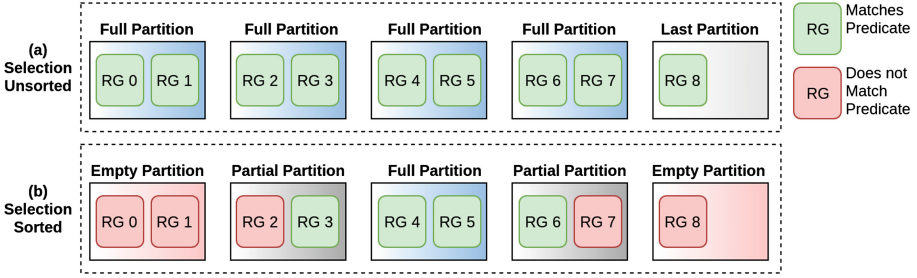 Full Partition Full Partition Full Partition Full Partition Last Partition
(a)
Selection
Unsorted
RG 0 RG 1 RG 2 RG 3 RG 4 RG 5 RG 6 RG 7 RG 8
RG
Matches
Predicate
RG
Does not
Match
Predicate
Empty Partition Partial Partition Full Partition Partial Partition Empty Partition
(b)
Selection
Sorted
RG 0 RG 1 RG 2 RG 3 RG 4 RG 5 RG 6 RG 7 RG 8